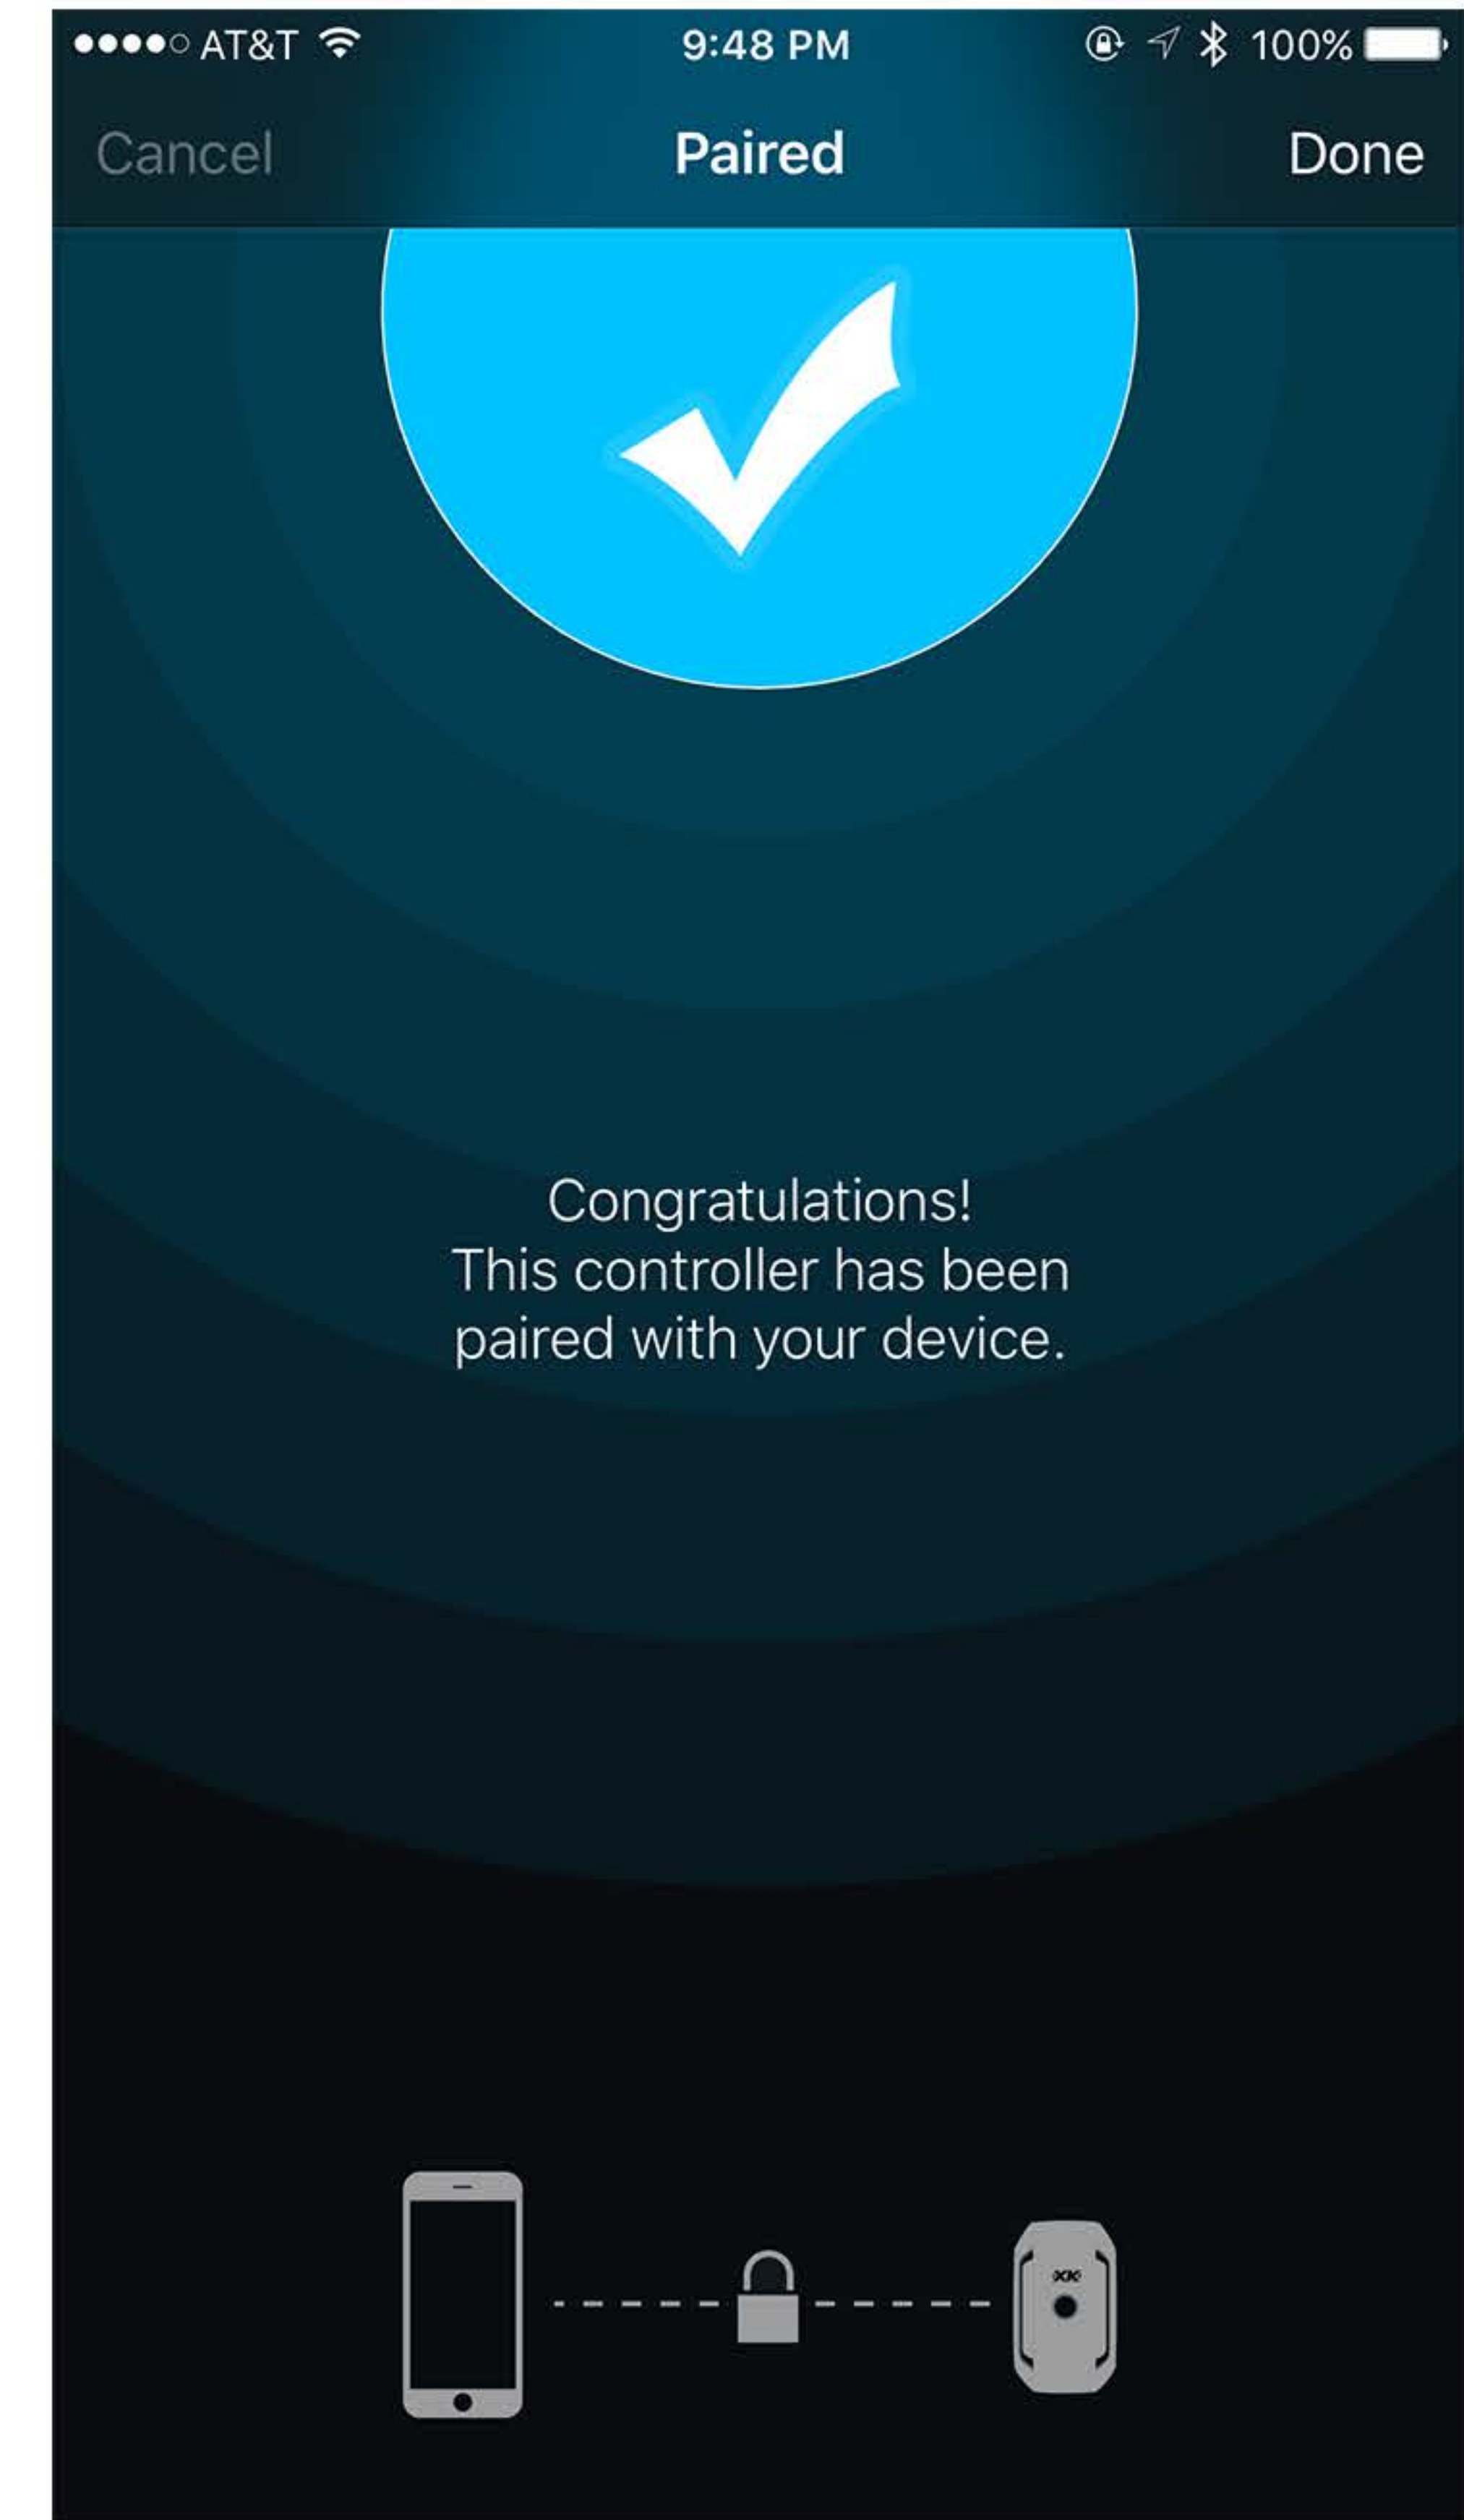 AT&T 9:48 PM 100%
Cancel Paired Done
Congratulations!
This controller has been
paired with your device.